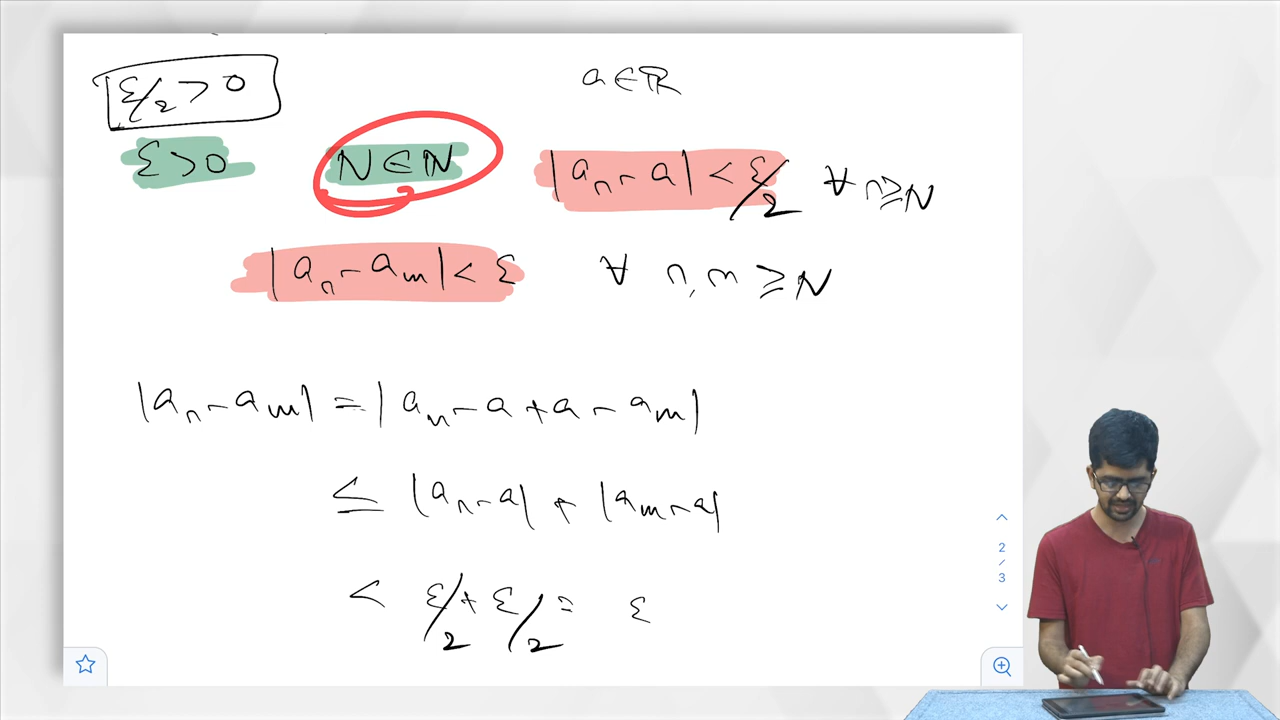 ε/2 > 0
a ∈ ℝ
ε > 0 N ∈ ℕ |aₙ - a| < ε/2 ∀ n ≥ N
|aₙ - aₘ| < ε ∀ n, m ≥ N
|aₙ - aₘ| = |aₙ - a + a - aₘ|
≤ |aₙ - a| + |aₘ - a|
< ε/2 + ε/2 = ε
2
/
3